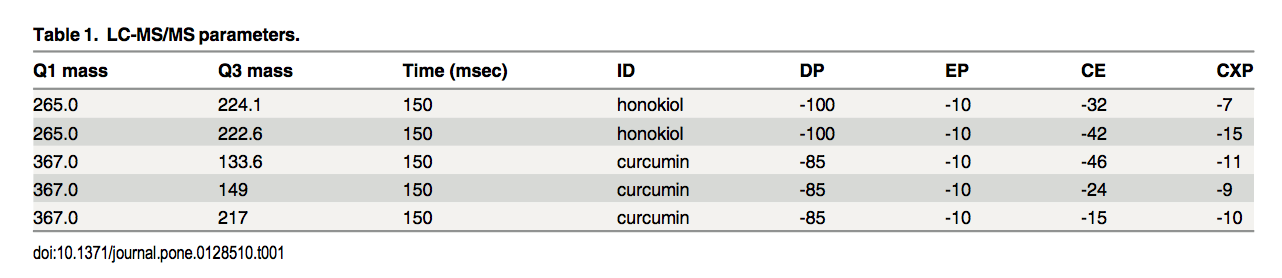 Table 1. LC-MS/MS parameters.
Q1 mass Q3 mass Time (msec) ID DP EP CE CXP
265.0 224.1 150 honokiol -100 -10 -32 -7
265.0 222.6 150 honokiol -100 -10 -42 -15
367.0 133.6 150 curcumin -85 -10 -46 -11
367.0 149 150 curcumin -85 -10 -24 -9
367.0 217 150 curcumin -85 -10 -15 -10
doi:10.1371/journal.pone.0128510.t001